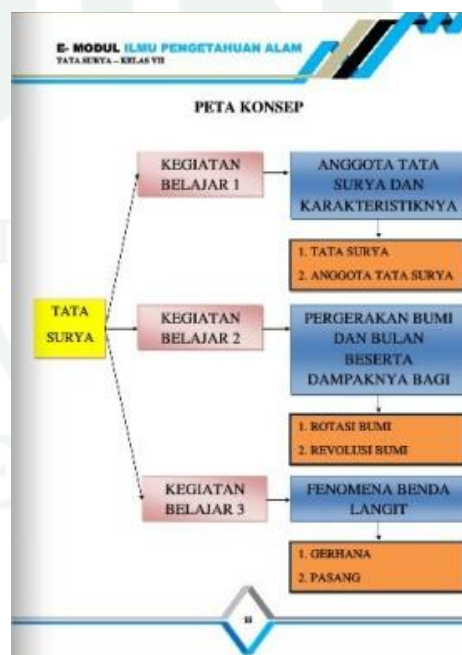 E- MODUL ILMU PENGETAHUAN ALAM
TATA SURYA – KELAS VII
PETA KONSEP
TATA
SURYA
KEGIATAN
BELAJAR 1
ANGGOTA TATA
SURYA DAN
KARAKTERISTIKNYA
1. TATA SURYA
2. ANGGOTA TATA SURYA
KEGIATAN
BELAJAR 2
PERGERAKAN BUMI
DAN BULAN
BESERTA
DAMPAKNYA BAGI
1. ROTASI BUMI
2. REVOLUSI BUMI
KEGIATAN
BELAJAR 3
FENOMENA BENDA
LANGIT
1. GERHANA
2. PASANG